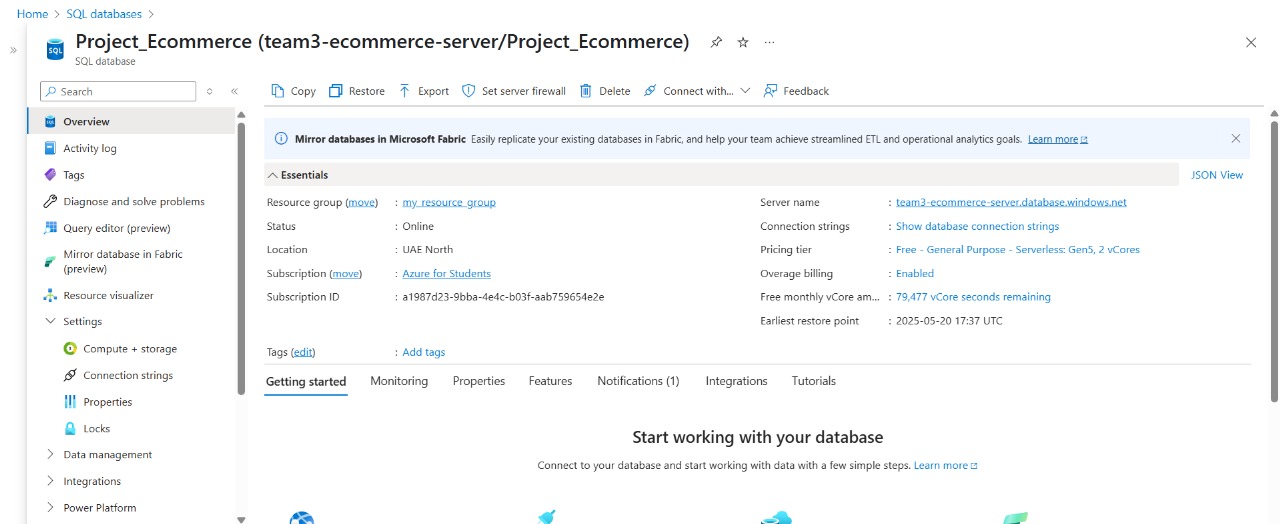 Home > SQL databases >
Project_Ecommerce (team3-ecommerce-server/Project_Ecommerce)
SQL database
Search
Overview
Activity log
Tags
Diagnose and solve problems
Query editor (preview)
Mirror database in Fabric
(preview)
Resource visualizer
Settings
Compute + storage
Connection strings
Properties
Locks
Data management
Integrations
Power Platform
Copy Restore Export Set server firewall Delete Connect with... Feedback
Mirror databases in Microsoft Fabric Easily replicate your existing databases in Fabric, and help your team achieve streamlined ETL and operational analytics goals. Learn more
Essentials JSON View
Resource group (move) : my_resource_group
Status : Online
Location : UAE North
Subscription (move) : Azure for Students
Subscription ID : a1987d23-9bba-4e4c-b03f-aab759654e2e
Server name : team3-ecommerce-server.database.windows.net
Connection strings : Show database connection strings
Pricing tier : Free - General Purpose - Serverless: Gen5, 2 vCores
Overage billing : Enabled
Free monthly vCore am... : 79,477 vCore seconds remaining
Earliest restore point : 2025-05-20 17:37 UTC
Tags (edit) : Add tags
Getting started Monitoring Properties Features Notifications (1) Integrations Tutorials
Start working with your database
Connect to your database and start working with data with a few simple steps. Learn more